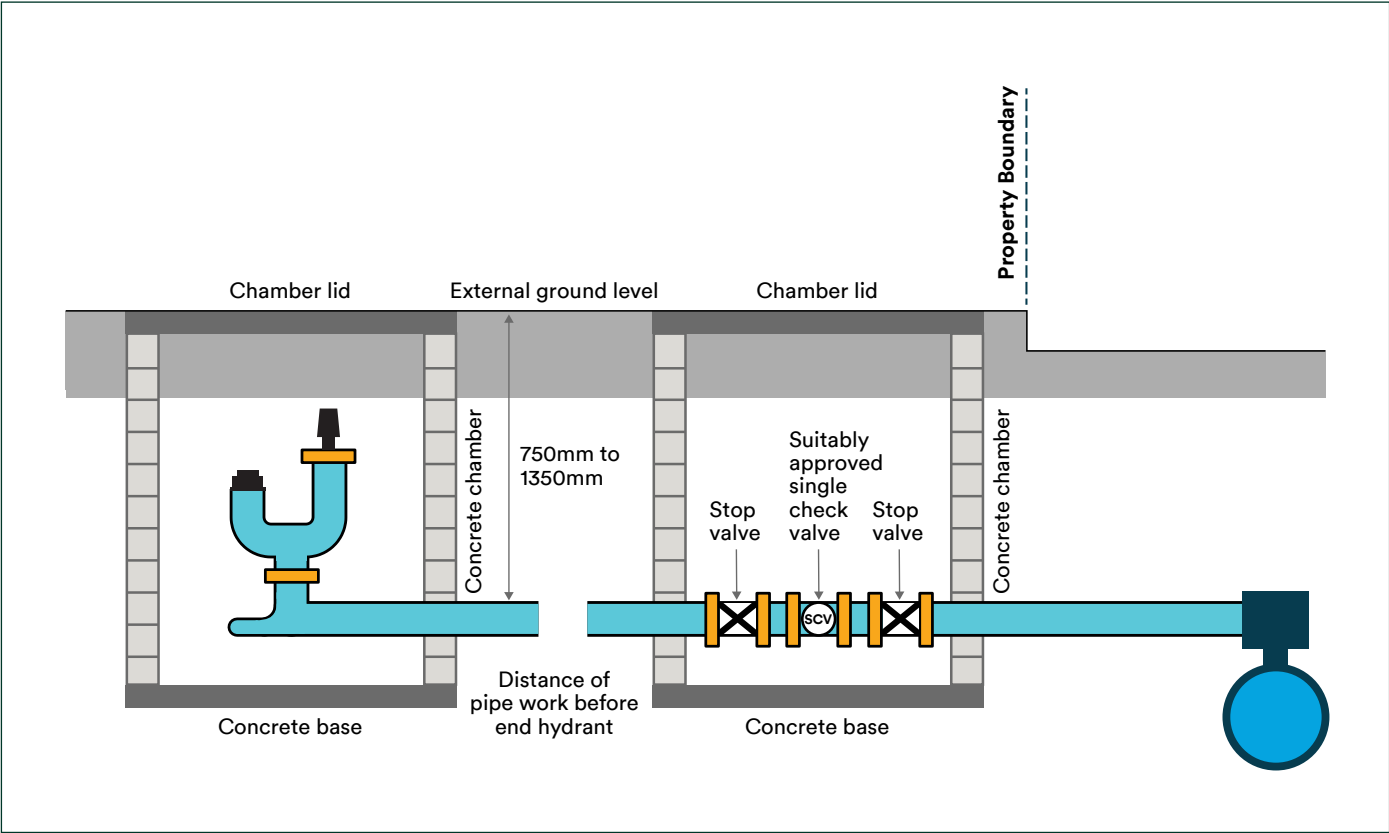 Property Boundary
Chamber lid
External ground level
Chamber lid
Concrete chamber
750mm to
1350mm
Suitably
approved
single
check
valve
Stop
valve
Stop
valve
Concrete chamber
SCV
Distance of
pipe work before
end hydrant
Concrete base
Concrete base